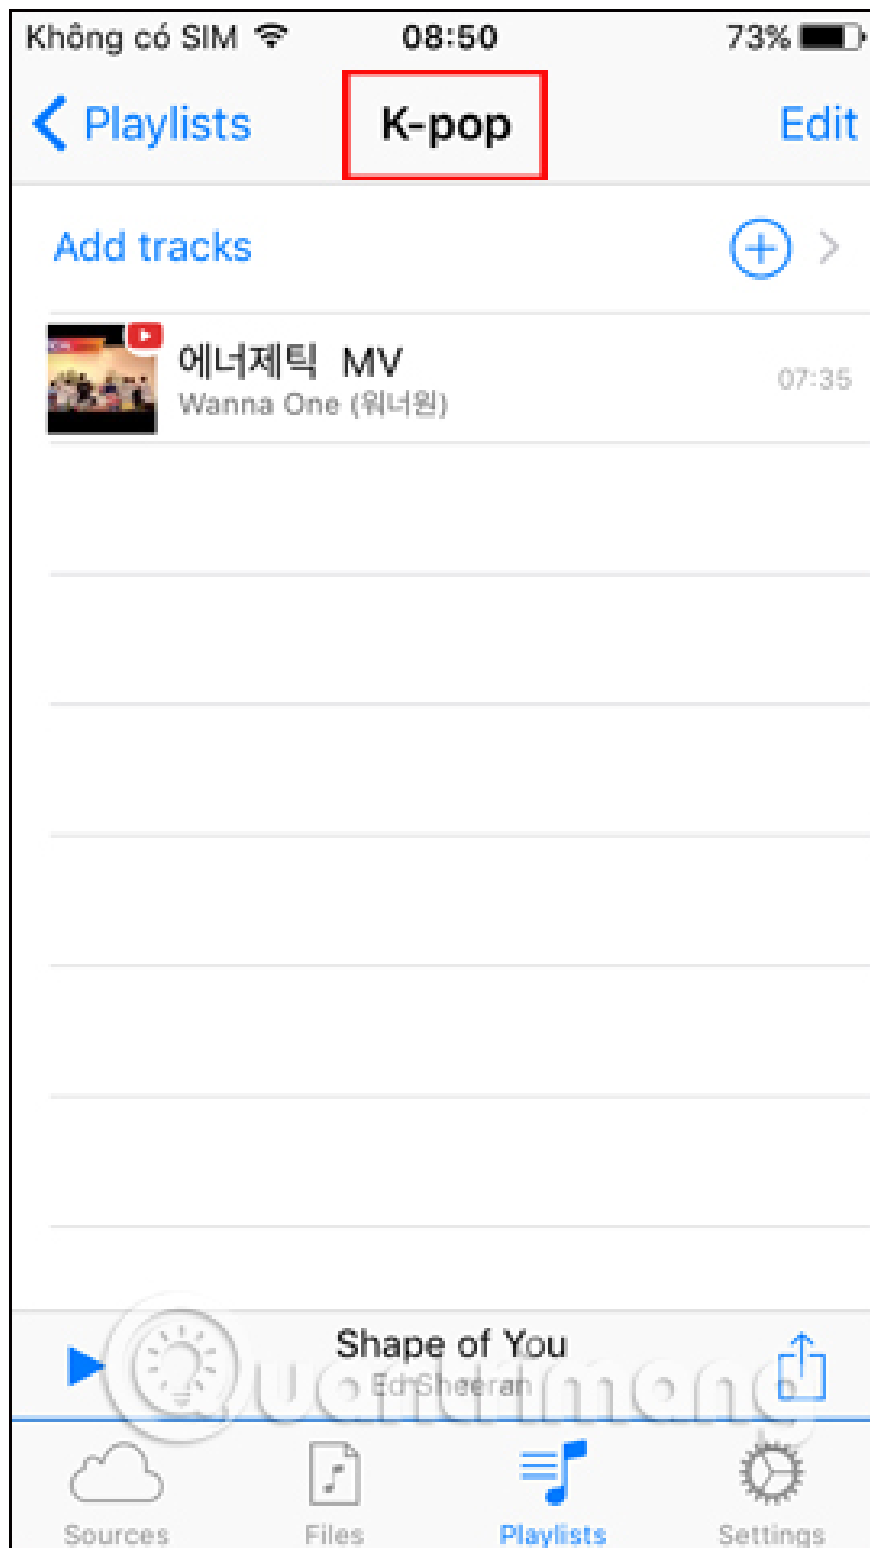 Không có SIM 08:50 73%
Playlists K-pop Edit
Add tracks
에너제틱 MV
Wanna One (워너원) 07:35
Shape of You
Ed Sheeran
Quantrimang
Sources Files Playlists Settings